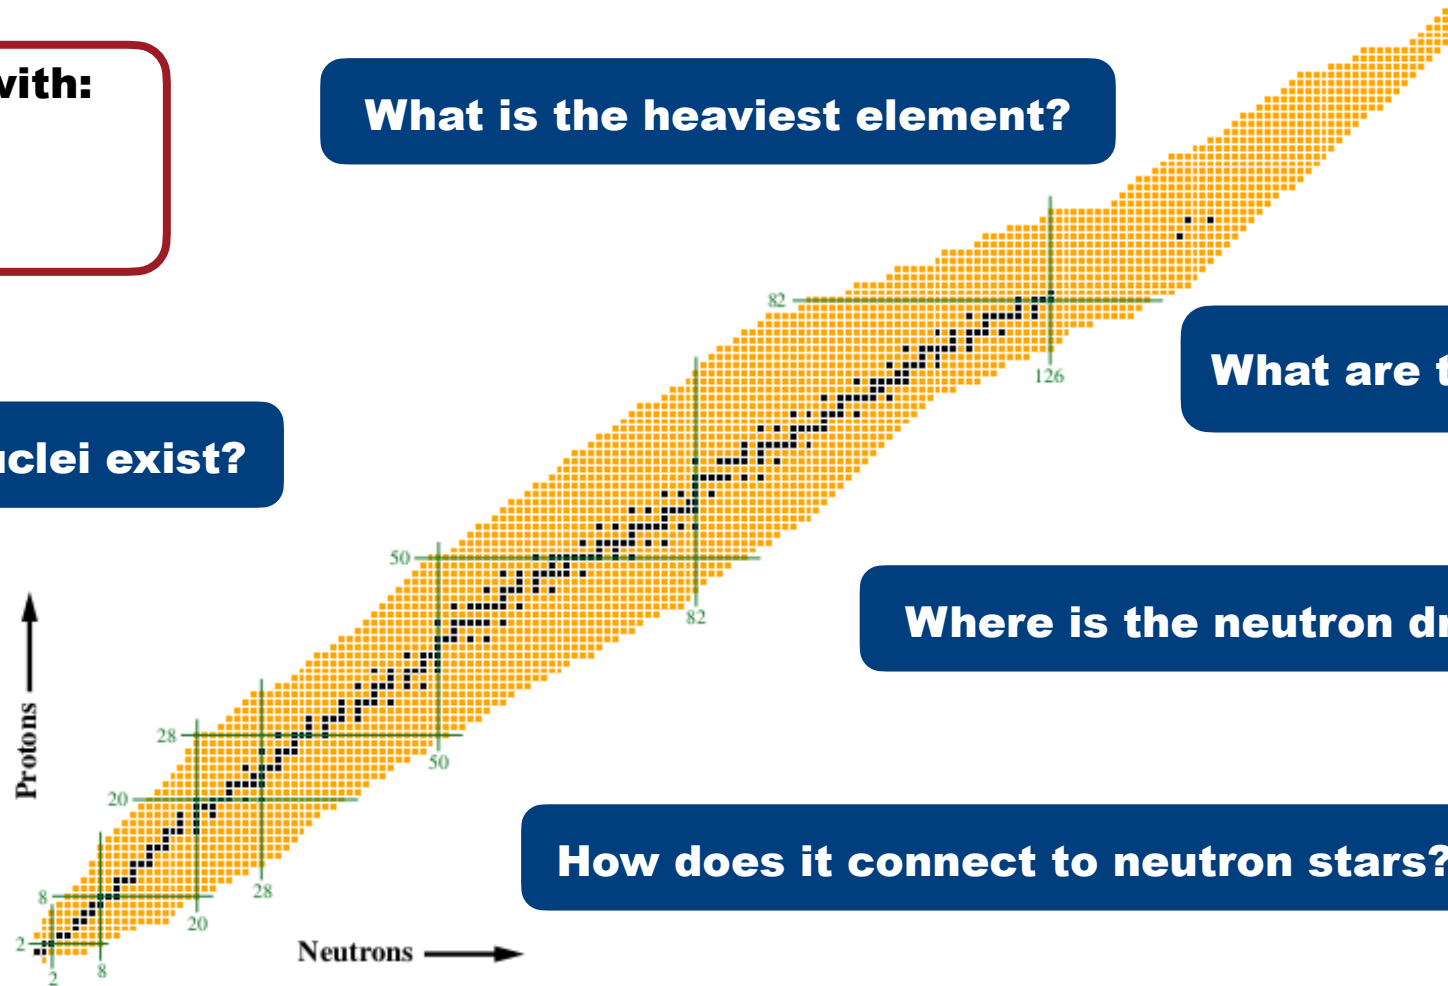 with:
What is the heaviest element?
82
126
What are t
uclei exist?
50
82
Where is the neutron dr
Protons
28
50
20
How does it connect to neutron stars?
28
8
20
2
Neutrons
8
2